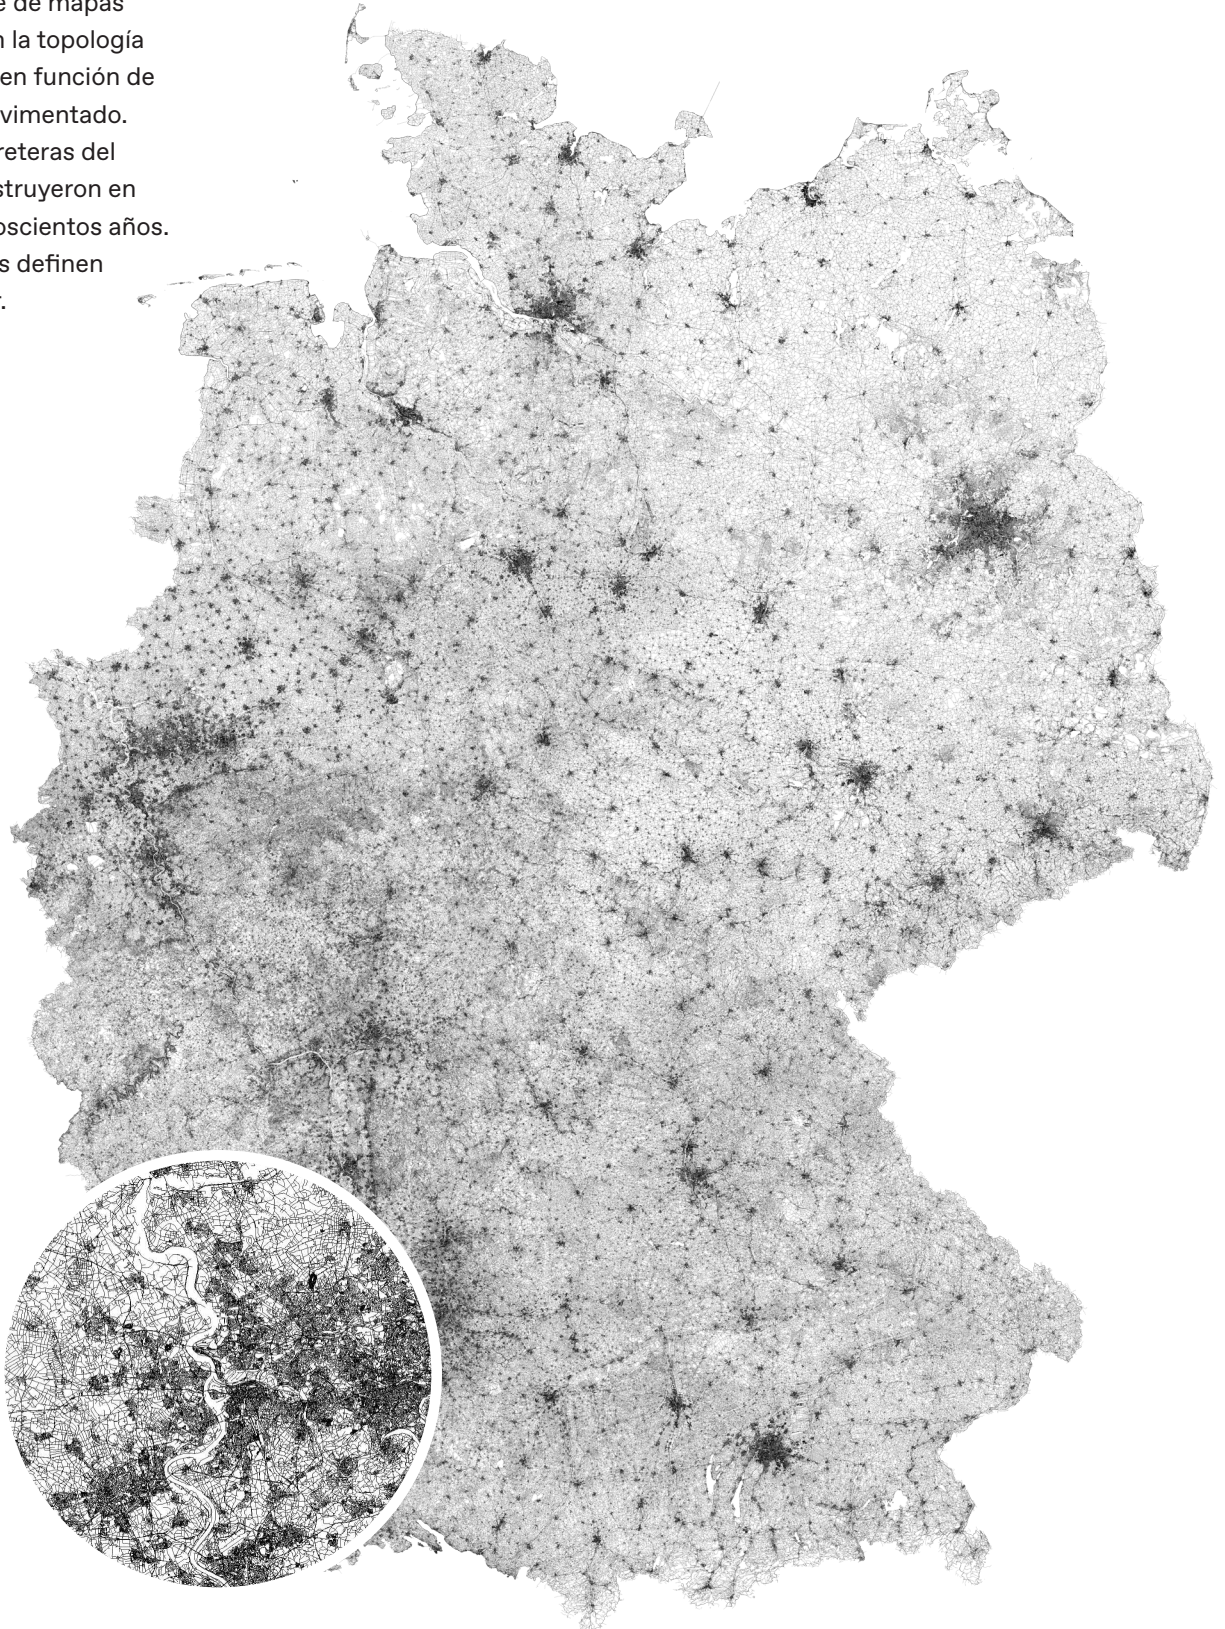 e de mapas
n la topología
en función de
vimentado.
reteras del
struyeron en
oscientos años.
s definen
r.